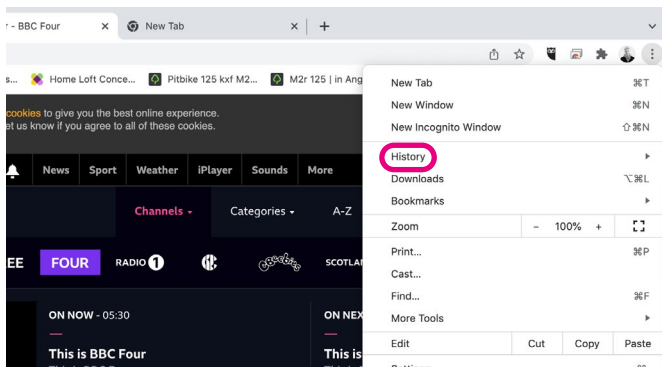 r - BBC Four
New Tab
s...
Home Loft Conce...
Pitbike 125 kxf M2...
M2r 125 | in Ang
cookies to give you the best online experience.
et us know if you agree to all of these cookies.
News Sport Weather iPlayer Sounds More
Channels Categories A-Z
EE FOUR RADIO 1 CBeebies SCOTLA
ON NOW - 05:30
ON NEX
This is BBC Four
This is
New Tab ⌘T
New Window ⌘N
New Incognito Window ⇧⌘N
History
Downloads ⌥⌘L
Bookmarks
Zoom - 100% +
Print... ⌘P
Cast...
Find... ⌘F
More Tools
Edit Cut Copy Paste